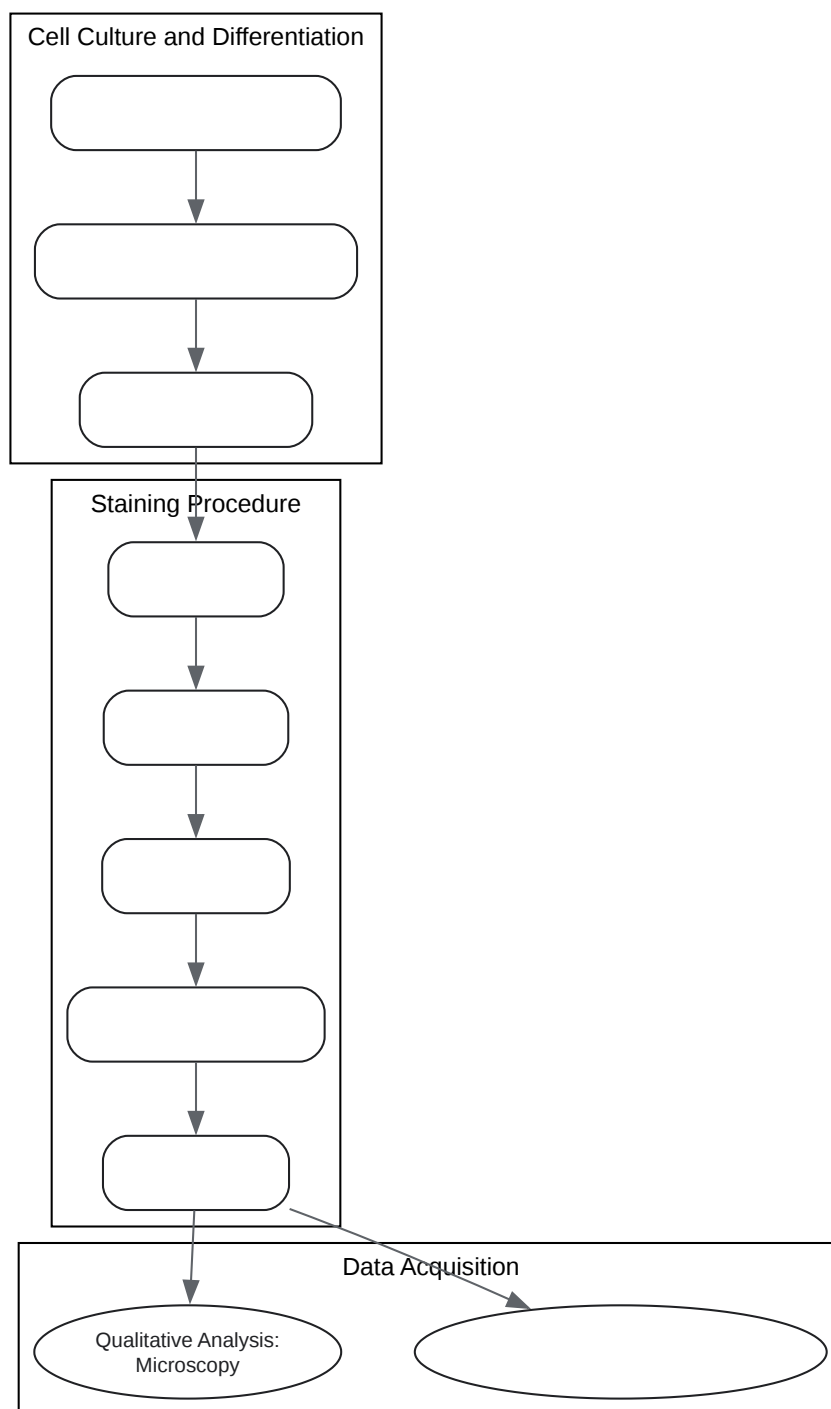 Cell Culture and Differentiation
Staining Procedure
Data Acquisition
Qualitative Analysis:
Microscopy